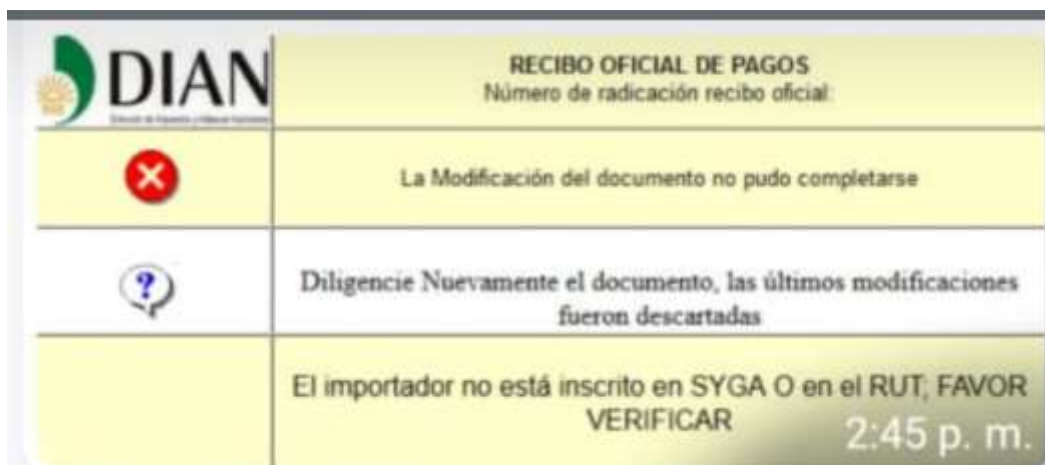 DIAN
RECIBO OFICIAL DE PAGOS
Número de radicación recibo oficial:
La Modificación del documento no pudo completarse
?
Diligencie Nuevamente el documento, las últimos modificaciones
fueron descartadas
El importador no está inscrito en SYGA O en el RUT; FAVOR
VERIFICAR
2:45 p. m.